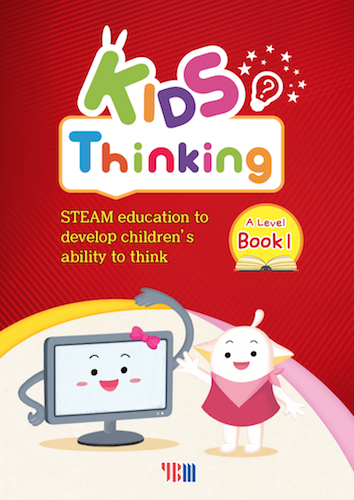 KIDS
Thinking
STEAM education to
develop children's
ability to think
A Level
Book 1
?
YBM